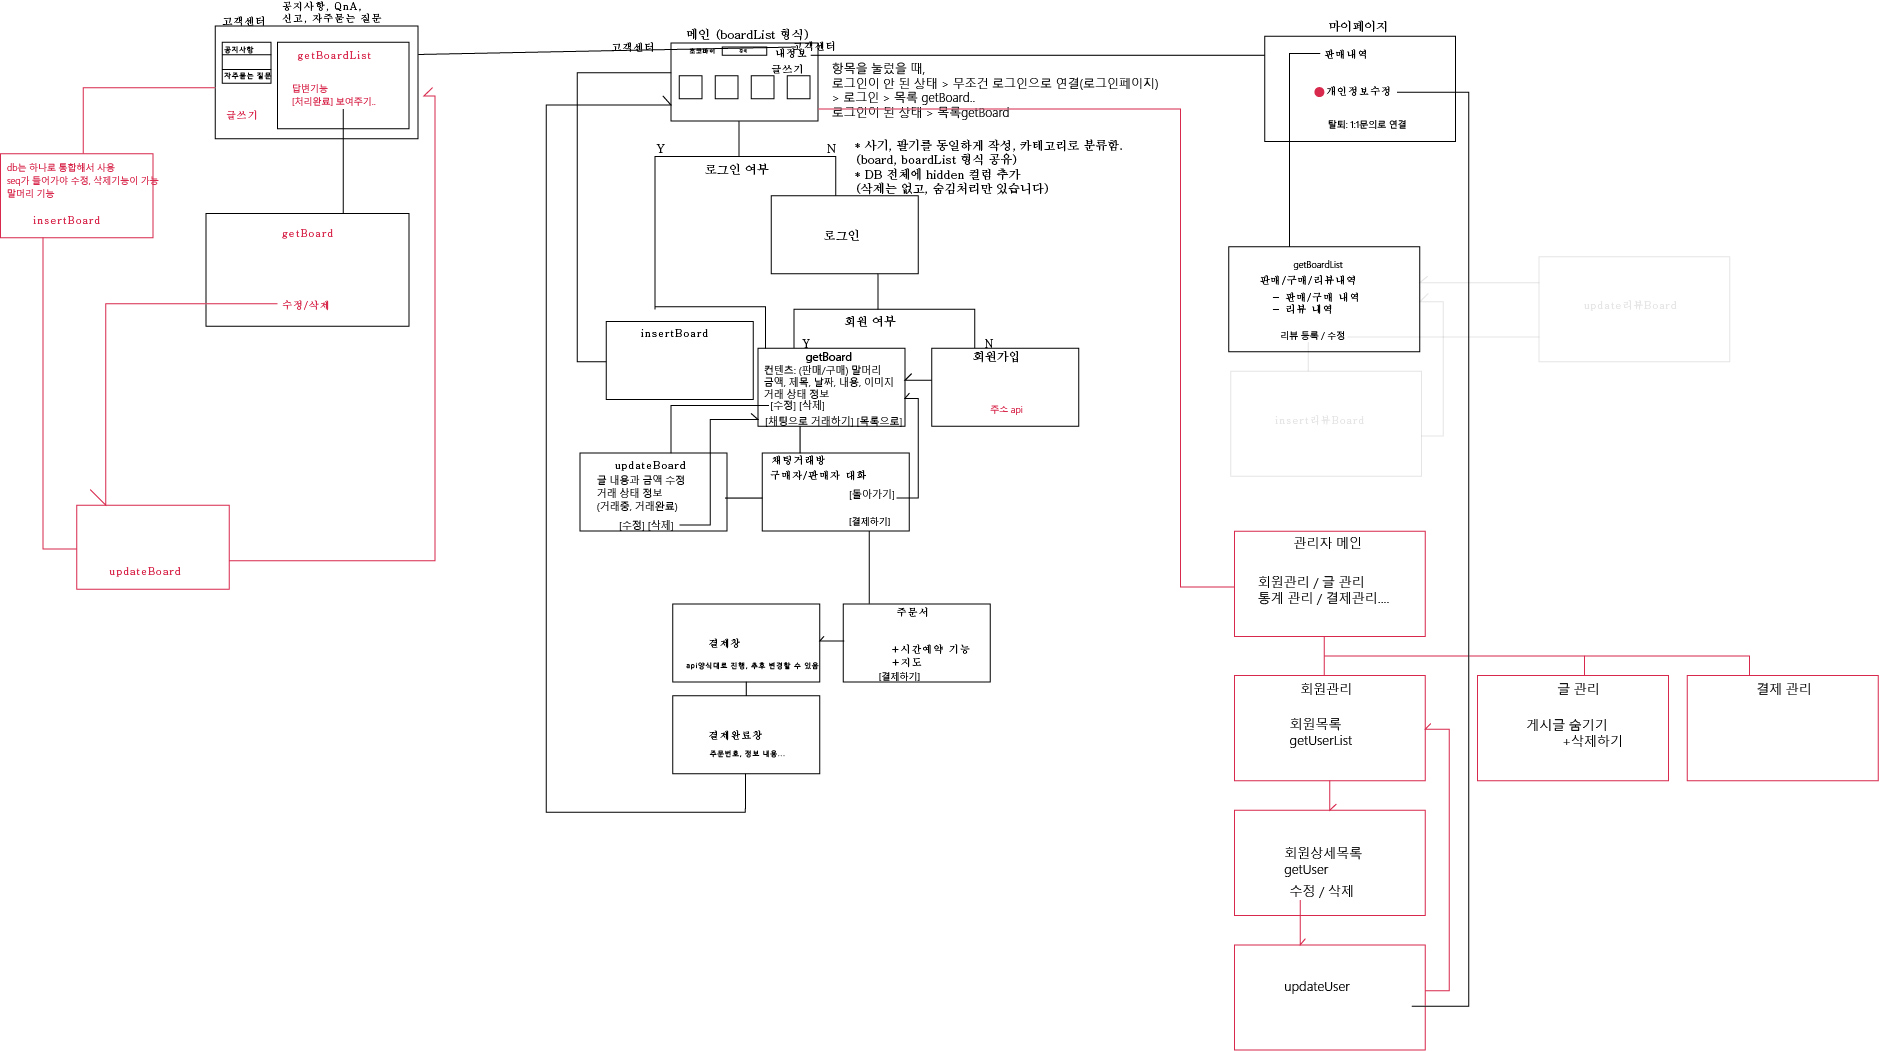 공지사항, QnA,
신고, 자주묻는 질문
고객센터
공지사항
자주묻는 질문
글쓰기
getBoardList
답변기능
[처리완료] 보여주기..
db는 하나로 통합해서 사용
seq가 들어가야 수정, 삭제기능이 가능
말머리 기능
insertBoard
getBoard
수정/삭제
updateBoard
메인 (boardList 형식)
고객센터
초코파이
검색
고객센터
내정보
글쓰기
항목을 눌렀을 때,
로그인이 안 된 상태 > 무조건 로그인으로 연결(로그인페이지)
> 로그인 > 목록 getBoard..
로그인이 된 상태 > 목록getBoard
* 사기, 팔기를 동일하게 작성, 카테고리로 분류함.
(board, boardList 형식 공유)
* DB 전체에 hidden 컬럼 추가
(삭제는 없고, 숨김처리만 있습니다)
Y
N
로그인 여부
로그인
회원 여부
Y
N
insertBoard
getBoard
컨텐츠: (판매/구매) 말머리
금액, 제목, 날짜, 내용, 이미지
거래 상태 정보
[수정] [삭제]
[채팅으로 거래하기] [목록으로]
회원가입
주소 api
updateBoard
글 내용과 금액 수정
거래 상태 정보
(거래중, 거래완료)
[수정] [삭제]
채팅거래방
구매자/판매자 대화
[돌아가기]
[결제하기]
주문서
+시간예약 기능
+지도
[결제하기]
결제창
api양식대로 진행, 추후 변경할 수 있음
결제완료창
주문번호, 정보 내용...
마이페이지
판매내역
개인정보수정
탈퇴: 1:1문의로 연결
getBoardList
판매/구매/리뷰내역
- 판매/구매 내역
- 리뷰 내역
리뷰 등록 / 수정
update리뷰Board
insert리뷰Board
관리자 메인
회원관리 / 글 관리
통계 관리 / 결제관리....
회원관리
회원목록
getUserList
글 관리
게시글 숨기기
+삭제하기
결제 관리
회원상세목록
getUser
수정 / 삭제
updateUser